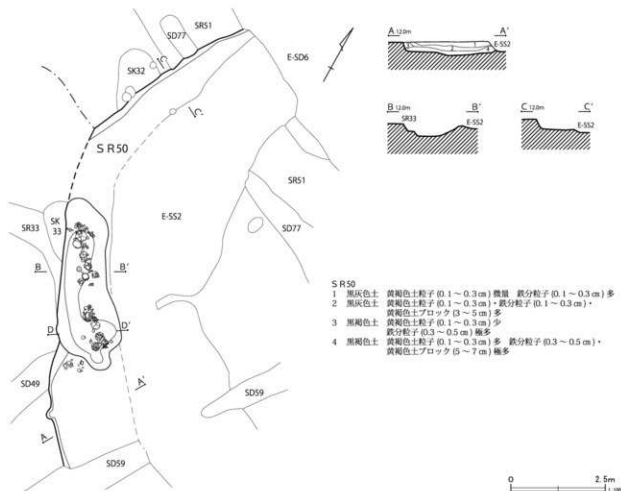 SR51
SD77
SK32
E-SD6
C'
C
SR50
SR51
SD77
E-SS2
SK
33
SR33
B
B'
D
D'
A'
SD49
A
SD59
SD59
A 12.0m
A'
E-SS2
B 12.0m
B'
SR33
E-SS2
C 12.0m
C'
E-SS2
SR50
1 黒灰色土 黄褐色土粒子(0.1～0.3㎝)微量 鉄分粒子(0.1～0.3㎝)多
2 黒灰色土 黄褐色土粒子(0.1～0.3㎝)・鉄分粒子(0.1～0.3㎝)・
黄褐色土ブロック(3～5㎝)多
3 黒褐色土 黄褐色土粒子(0.1～0.3㎝)少
鉄分粒子(0.3～0.5㎝)極多
4 黒褐色土 黄褐色土粒子(0.1～0.3㎝)多 鉄分粒子(0.3～0.5㎝)・
黄褐色土ブロック(5～7㎝)極多
0 2.5m